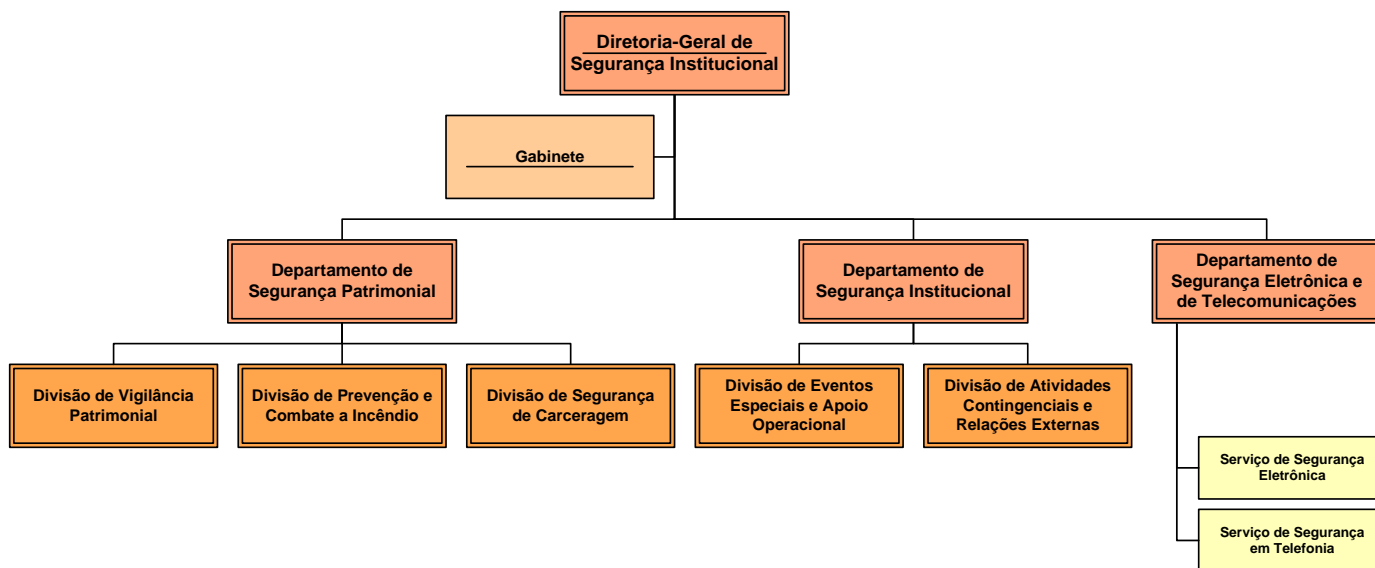 Diretoria-Geral de
Segurança Institucional
Gabinete
Departamento de
Segurança Patrimonial
Departamento de
Segurança Institucional
Departamento de
Segurança Eletrônica e
de Telecomunicações
Divisão de Vigilância
Patrimonial
Divisão de Prevenção e
Combate a Incêndio
Divisão de Segurança
de Carceragem
Divisão de Eventos
Especiais e Apoio
Operacional
Divisão de Atividades
Contingenciais e
Relações Externas
Serviço de Segurança
Eletrônica
Serviço de Segurança
em Telefonia